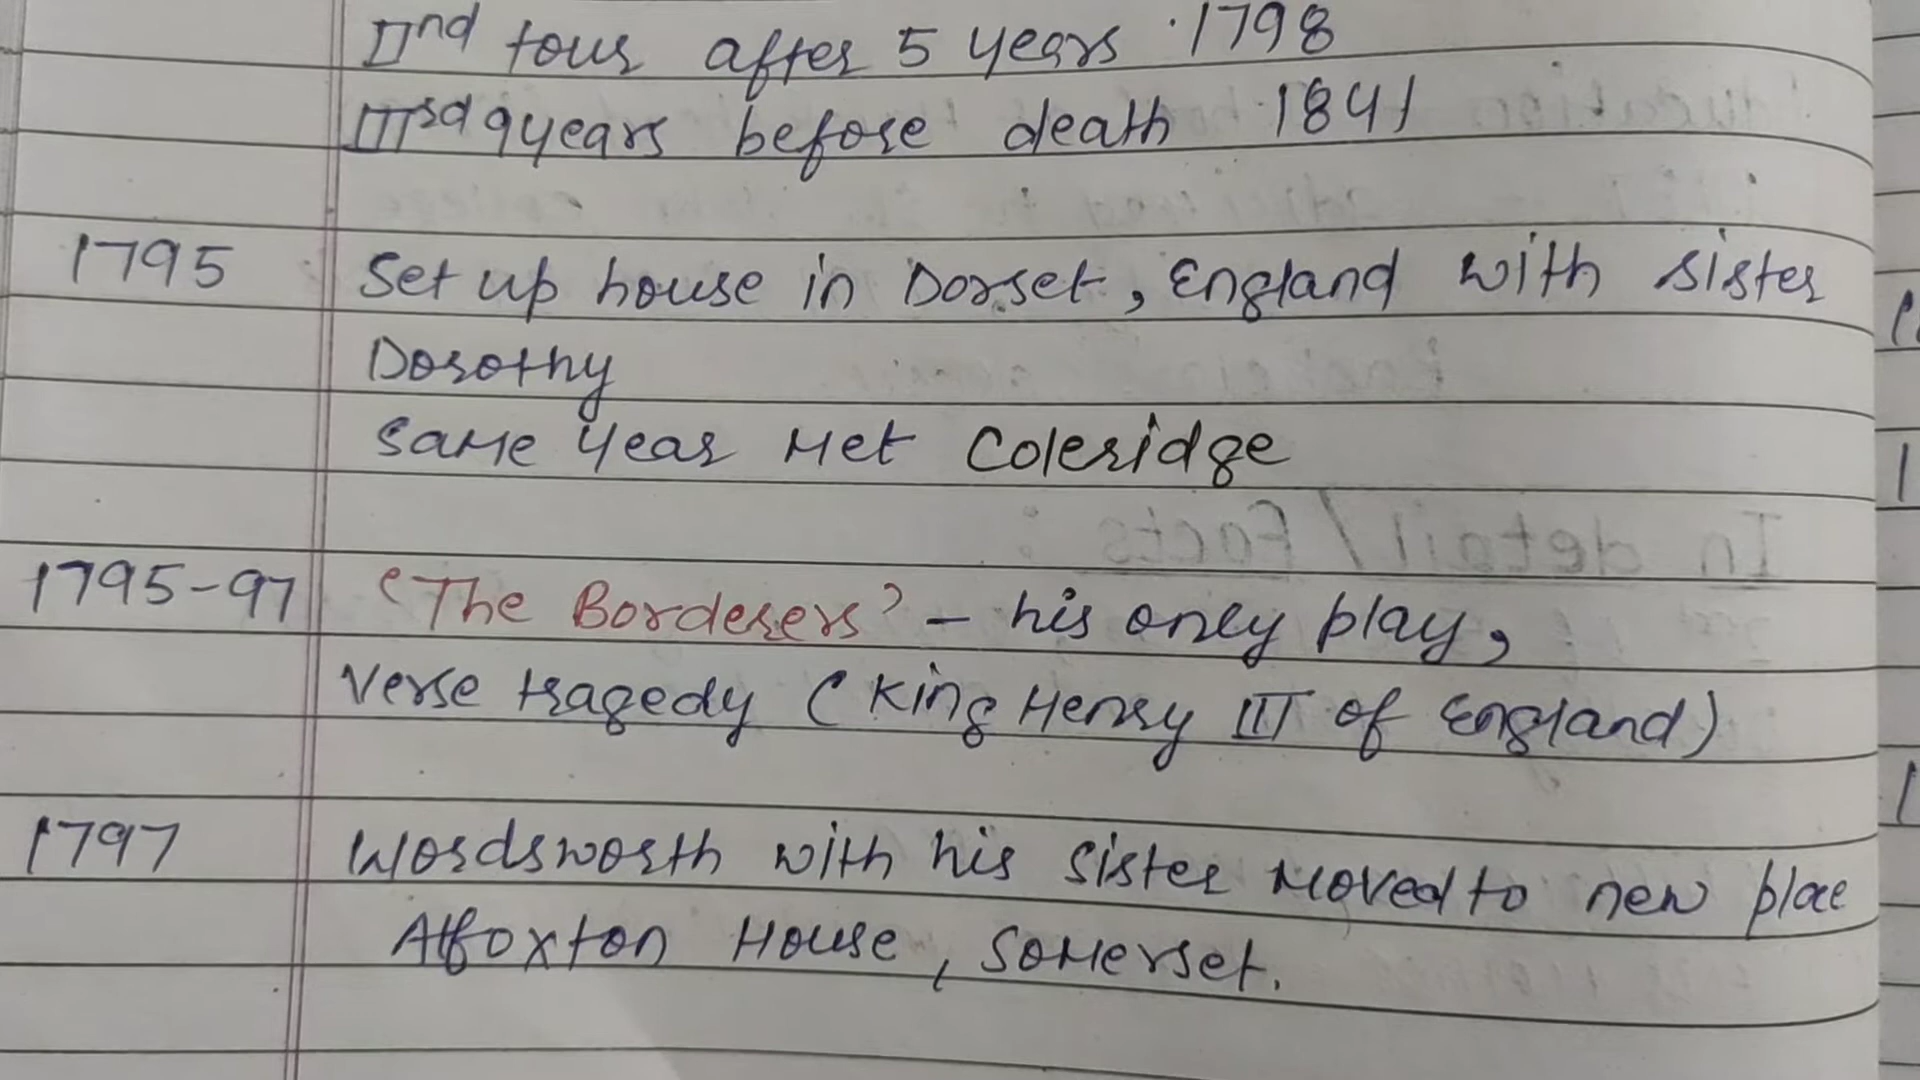 IInd tour after 5 years · 1798
IIIrd 9 years before death · 1841
1795 Set up house in Dorset, England with sister
Dorothy
Same year met Coleridge
1795-97 'The Borderers' – his only play,
Verse tragedy (King Henry III of England)
1797 Wordsworth with his sister moved to new place
Alfoxton House, Somerset.